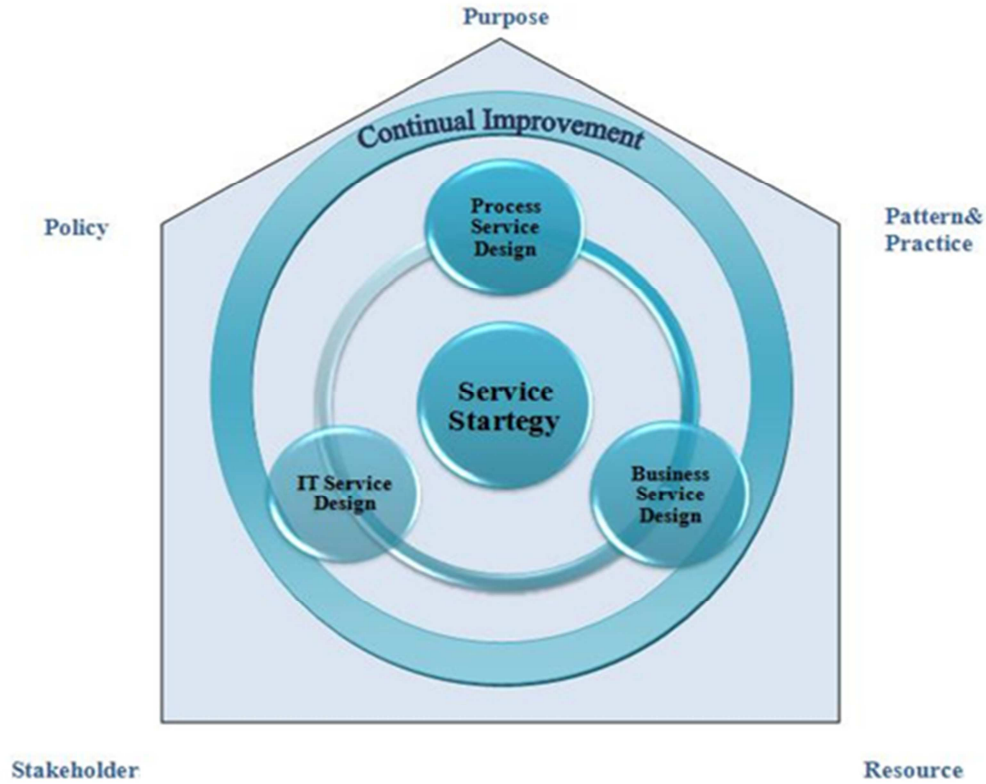 Purpose
Continual Improvement
Process
Service
Design
Policy
Pattern&
Practice
Service
Startegy
IT Service
Design
Business
Service
Design
Stakeholder
Resource